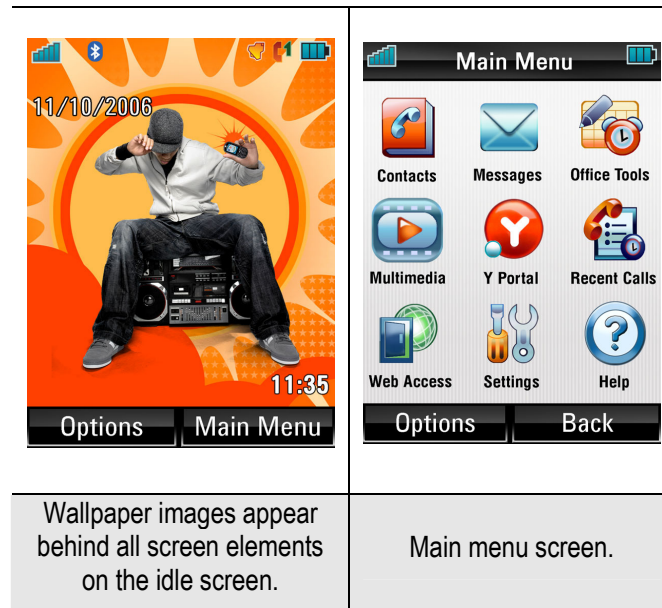 11/10/2006
11:35
Options Main Menu
Main Menu
Contacts Messages Office Tools
Multimedia Y Portal Recent Calls
Web Access Settings Help
Options Back
Wallpaper images appear
behind all screen elements
on the idle screen.
Main menu screen.